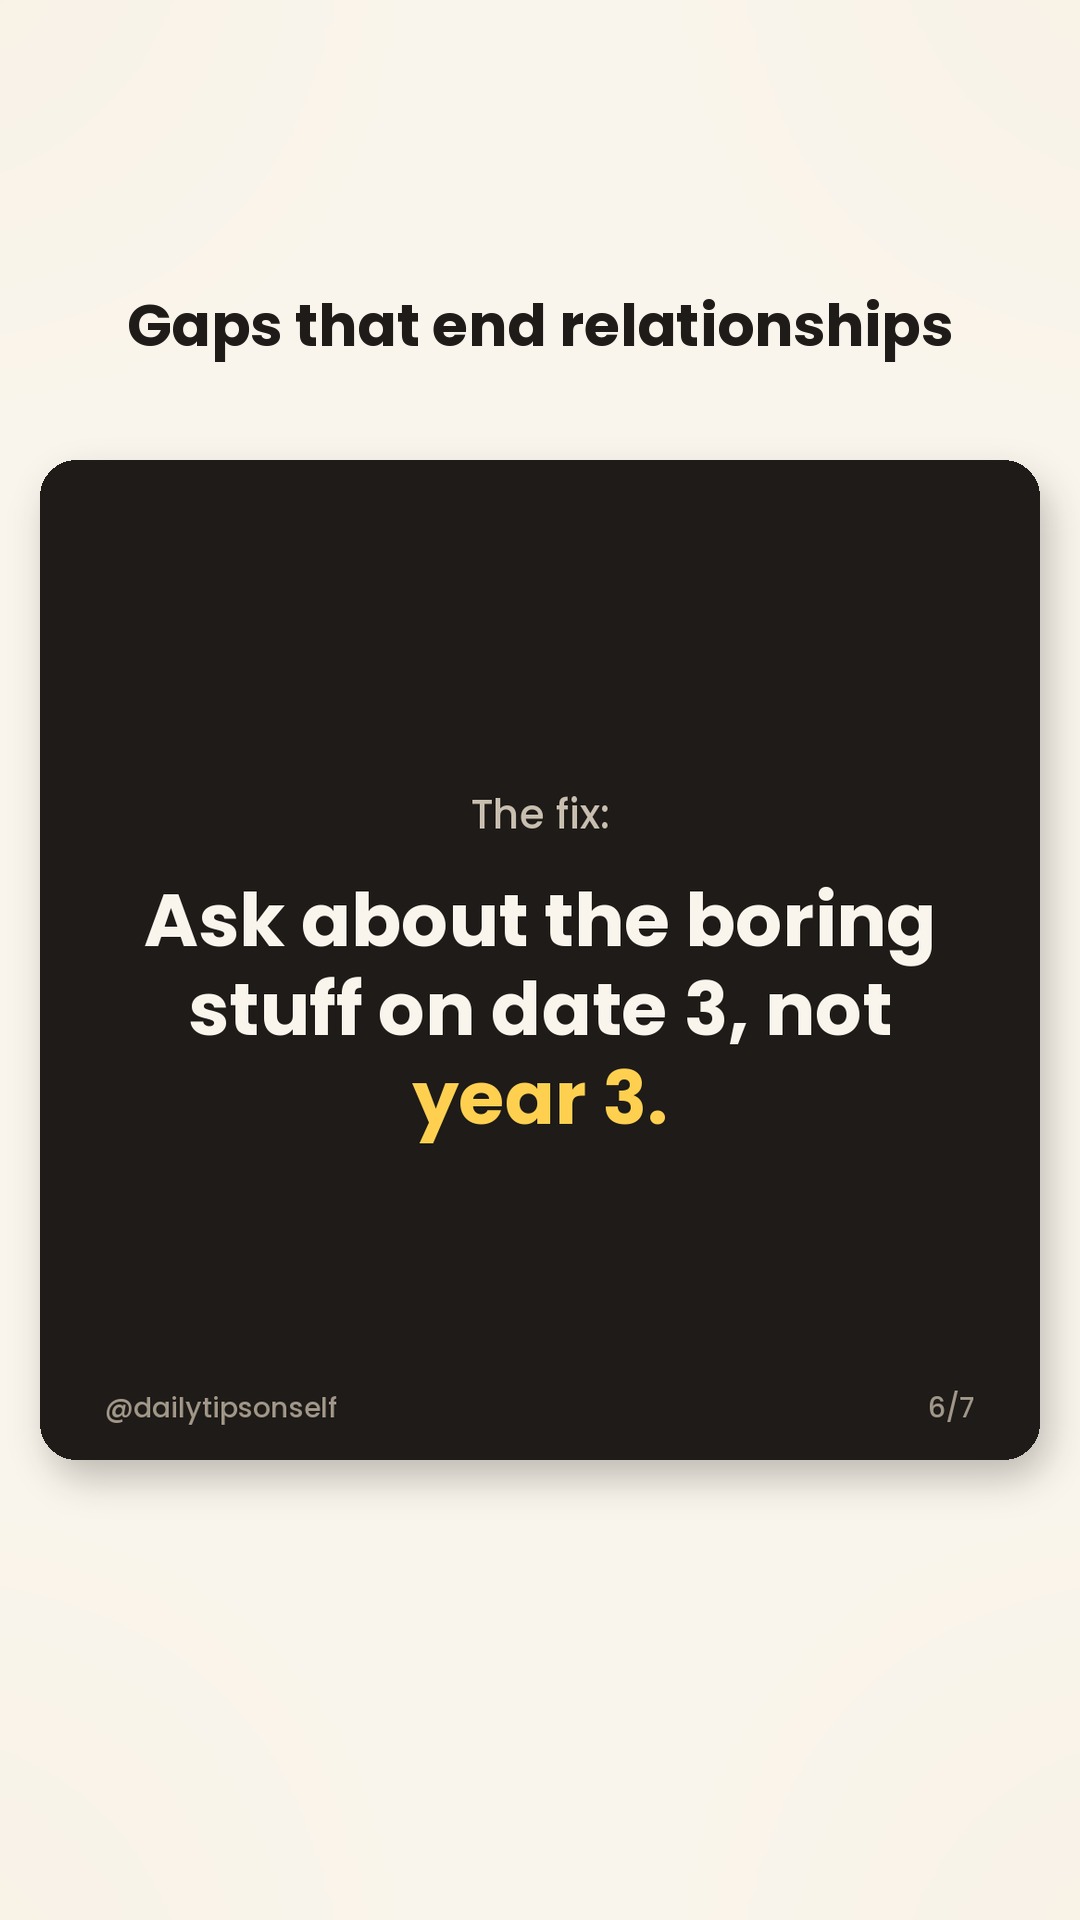 Gaps that end relationships
The fix:
Ask about the boring
stuff on date 3, not
year 3.
@dailytipsonself
6/7